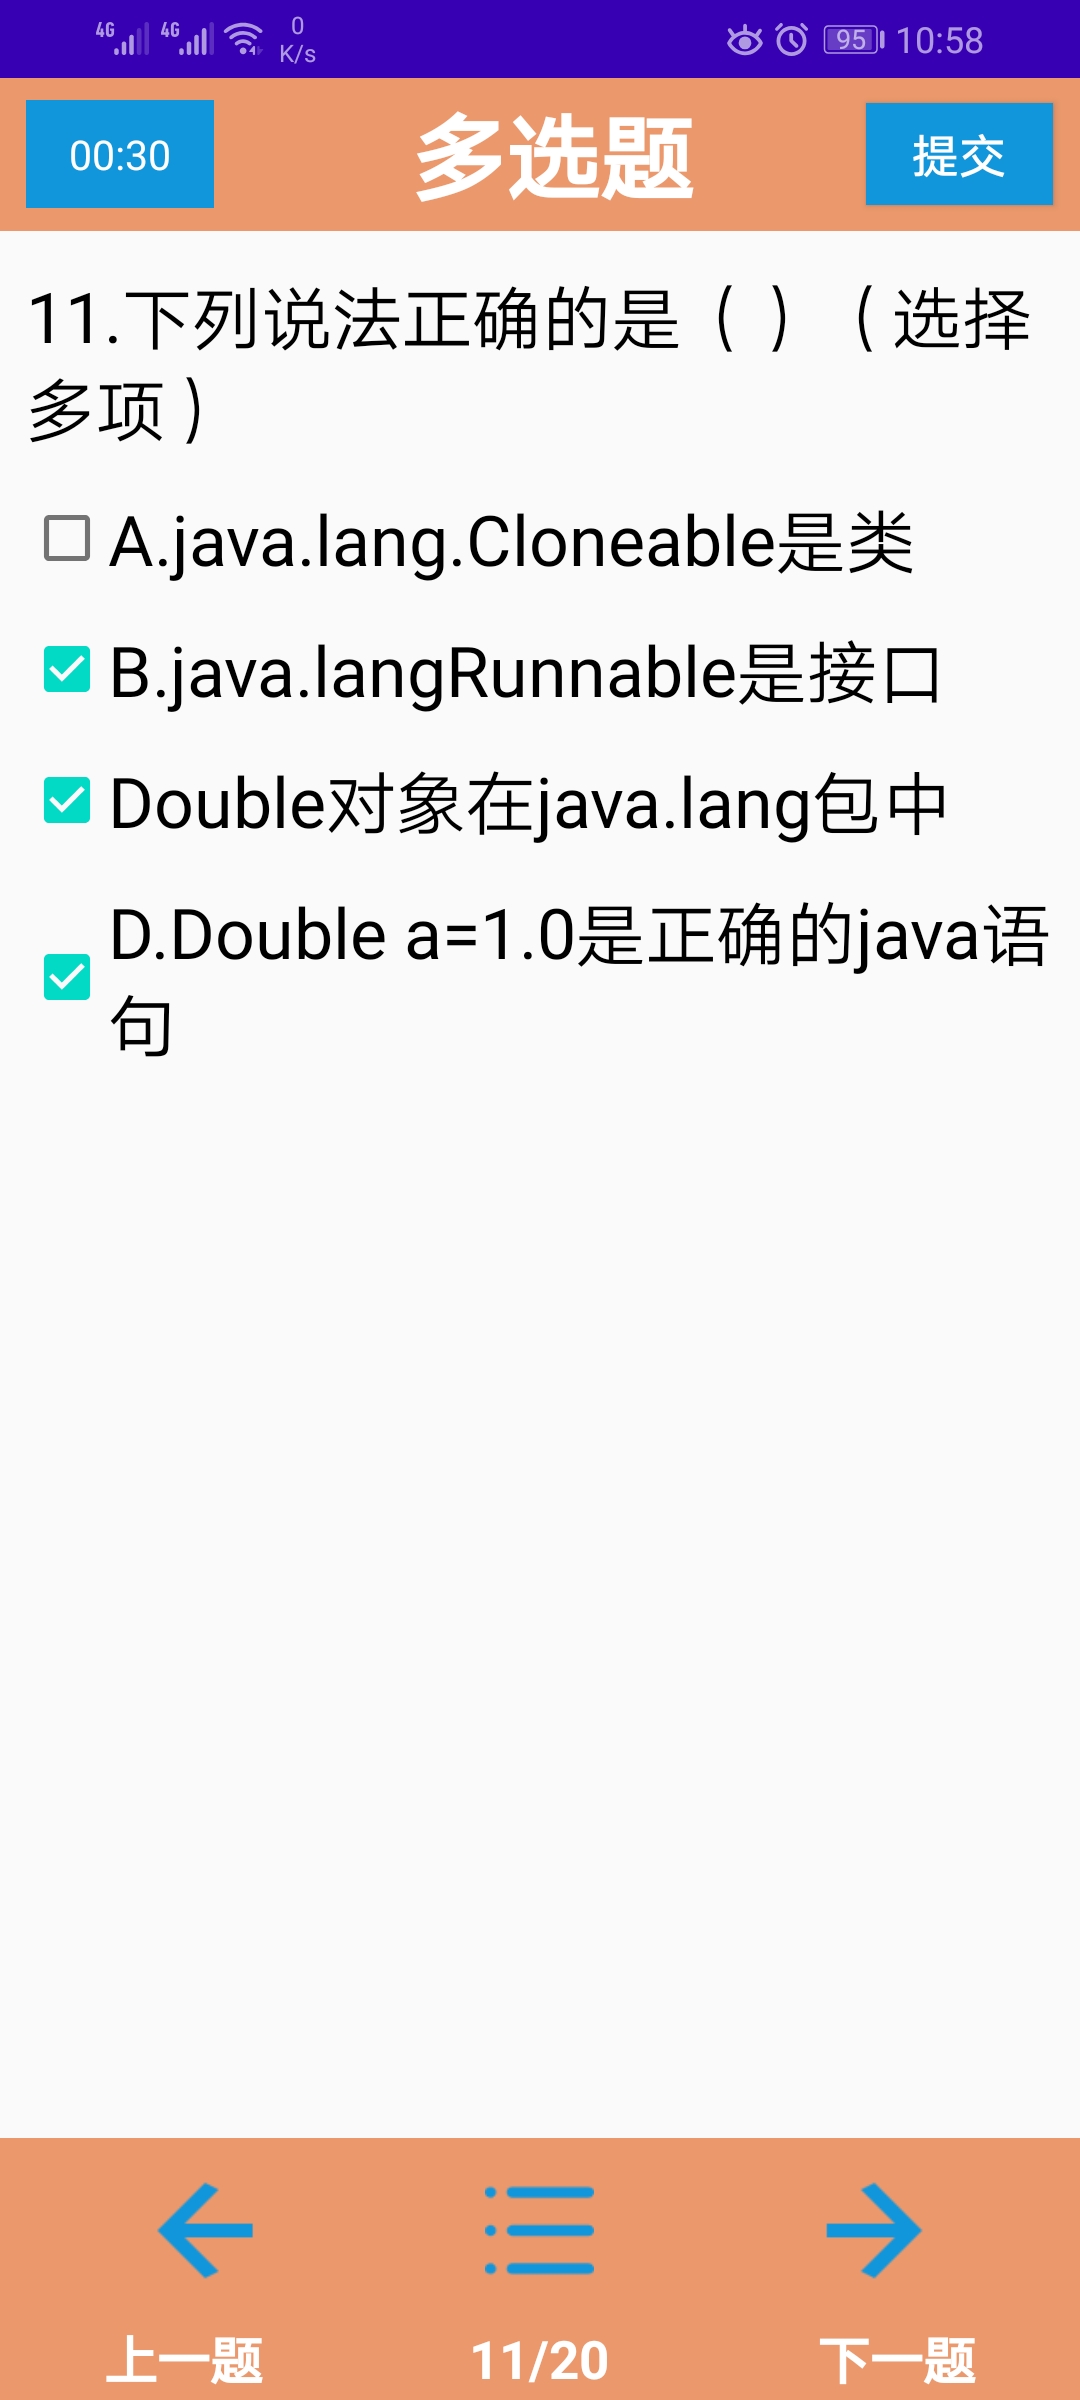 4G 4G 0 K/s 95 10:58
00:30 多选题 提交
11.下列说法正确的是（ ）（选择
多项）
A.java.lang.Cloneable是类
B.java.langRunnable是接口
Double对象在java.lang包中
D.Double a=1.0是正确的java语
句
上一题 11/20 下一题